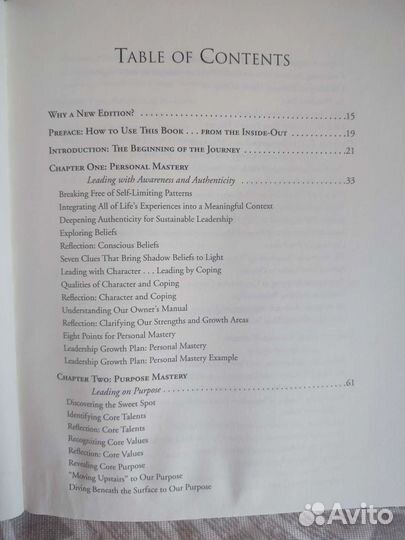 TABLE OF CONTENTS
WHY A NEW EDITION? 15
PREFACE: HOW TO USE THIS BOOK . . . FROM THE INSIDE-OUT 19
INTRODUCTION: THE BEGINNING OF THE JOURNEY 21
CHAPTER ONE: PERSONAL MASTERY
Leading with Awareness and Authenticity 33
Breaking Free of Self-Limiting Patterns
Integrating All of Life's Experiences into a Meaningful Context
Deepening Authenticity for Sustainable Leadership
Exploring Beliefs
Reflection: Conscious Beliefs
Seven Clues That Bring Shadow Beliefs to Light
Leading with Character . . . Leading by Coping
Qualities of Character and Coping
Reflection: Character and Coping
Understanding Our Owner's Manual
Reflection: Clarifying Our Strengths and Growth Areas
Eight Points for Personal Mastery
Leadership Growth Plan: Personal Mastery
Leadership Growth Plan: Personal Mastery Example
CHAPTER TWO: PURPOSE MASTERY
Leading on Purpose 61
Discovering the Sweet Spot
Identifying Core Talents
Reflection: Core Talents
Recognizing Core Values
Reflection: Core Values
Revealing Core Purpose
"Moving Upstairs" to Our Purpose
Diving Beneath the Surface to Our Purpose
Avito